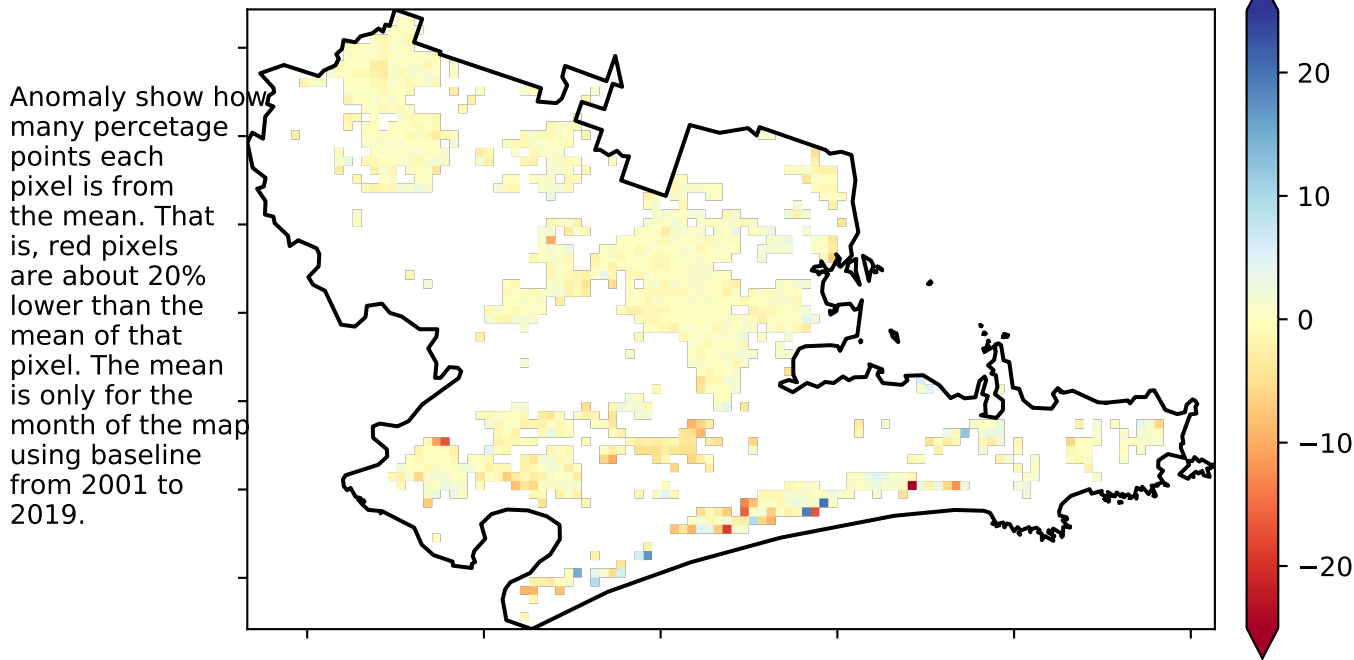 Anomaly show how
many percetage
points each
pixel is from
the mean. That
is, red pixels
are about 20%
lower than the
mean of that
pixel. The mean
is only for the
month of the map
using baseline
from 2001 to
2019.
20
10
0
−10
−20